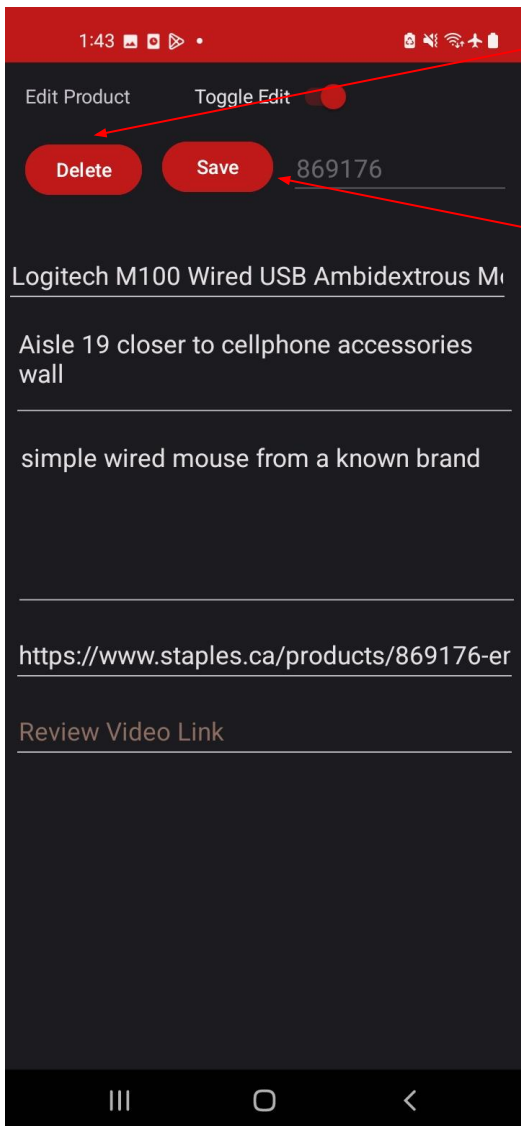 1:43
Edit Product Toggle Edit
Delete Save 869176
Logitech M100 Wired USB Ambidextrous
Aisle 19 closer to cellphone accessories
wall
simple wired mouse from a known brand
https://www.staples.ca/products/869176-er
Review Video Link